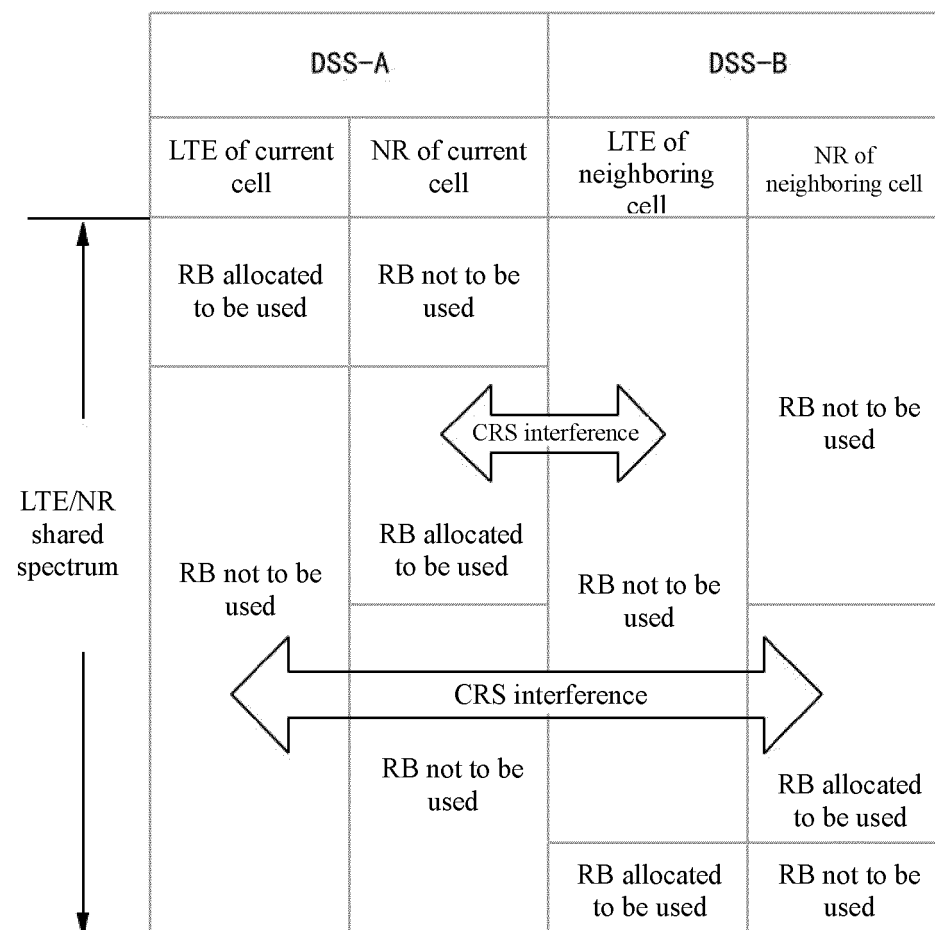 DSS-A
DSS-B
LTE of current
cell
NR of current
cell
LTE of
neighboring
cell
NR of
neighboring cell
RB allocated
to be used
RB not to be
used
RB not to be
used
CRS interference
LTE/NR
shared
spectrum
RB not to be
used
RB allocated
to be used
RB not to be
used
CRS interference
RB not to be
used
RB allocated
to be used
RB allocated
to be used
RB not to be
used